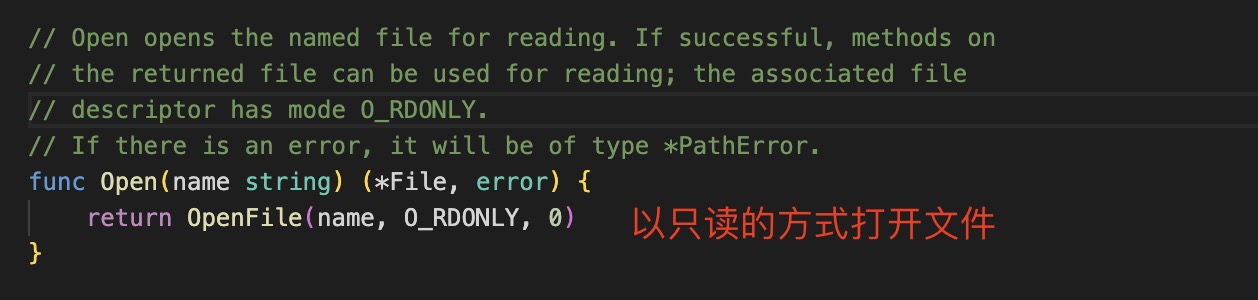 // Open opens the named file for reading. If successful, methods on
// the returned file can be used for reading; the associated file
// descriptor has mode O_RDONLY.
// If there is an error, it will be of type *PathError.
func Open(name string) (*File, error) {
    return OpenFile(name, O_RDONLY, 0) 以只读的方式打开文件
}